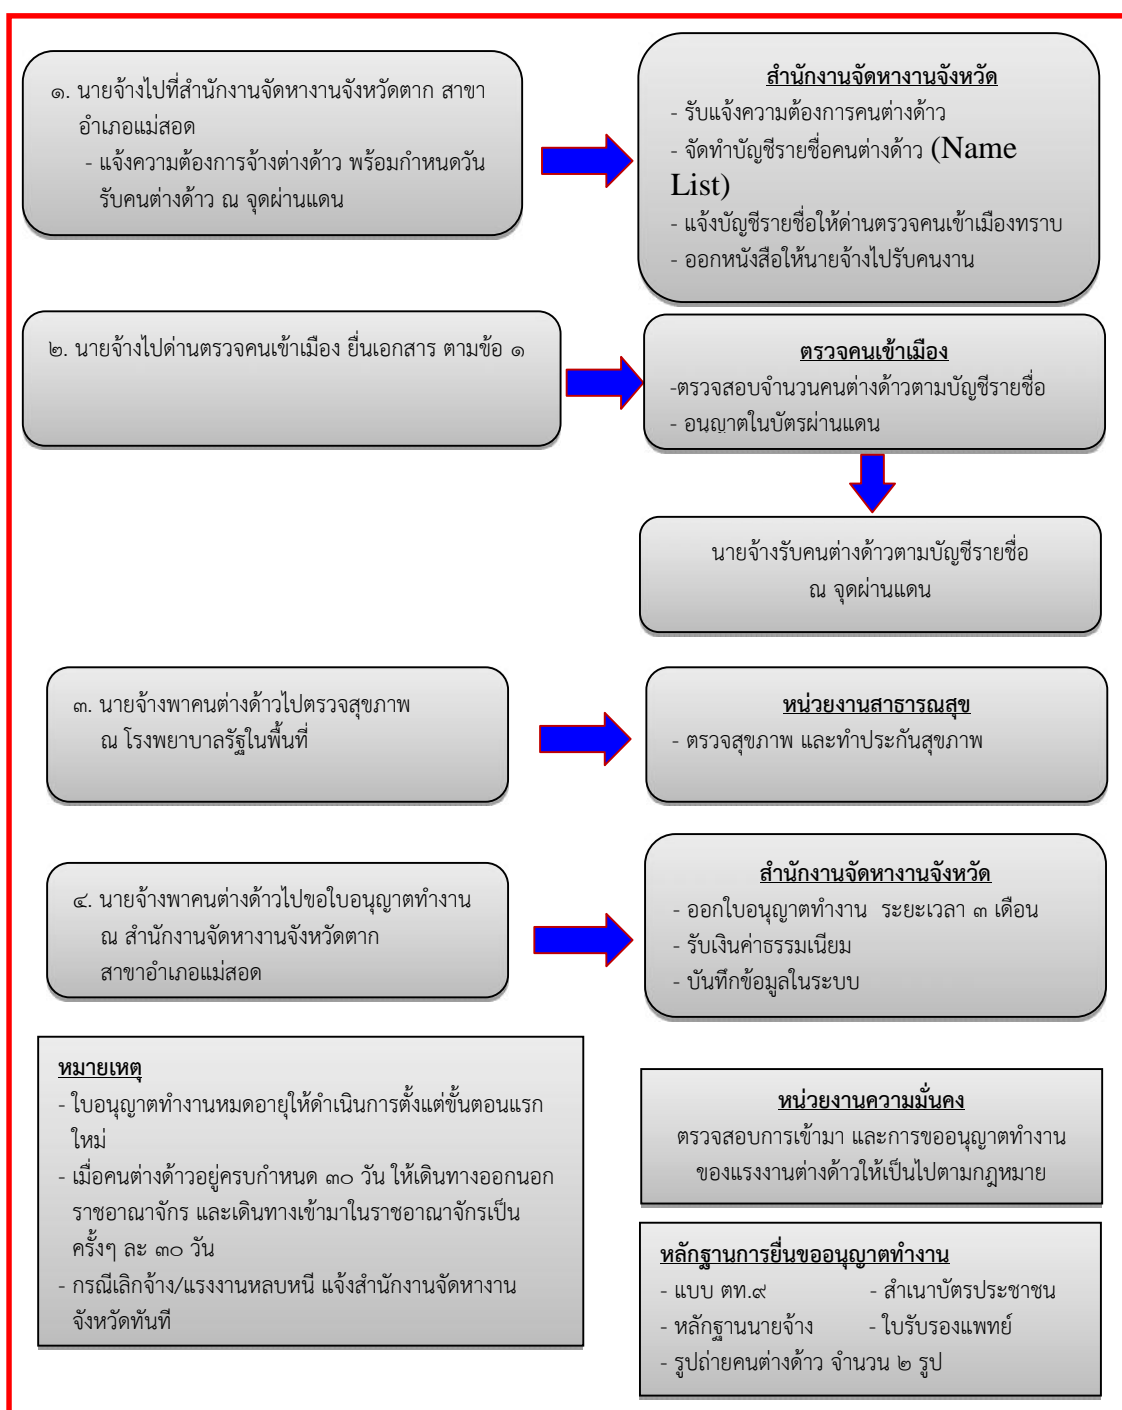 ๑. นายจ้างไปที่สำนักงานจัดหางานจังหวัดตาก สาขา
อำเภอแม่สอด
- แจ้งความต้องการจ้างต่างด้าว พร้อมกำหนดวัน
รับคนต่างด้าว ณ จุดผ่านแดน
สำนักงานจัดหางานจังหวัด
- รับแจ้งความต้องการคนต่างด้าว
- จัดทำบัญชีรายชื่อคนต่างด้าว (Name
List)
- แจ้งบัญชีรายชื่อให้ด่านตรวจคนเข้าเมืองทราบ
- ออกหนังสือให้นายจ้างไปรับคนงาน
๒. นายจ้างไปด่านตรวจคนเข้าเมือง ยื่นเอกสาร ตามข้อ ๑
ตรวจคนเข้าเมือง
-ตรวจสอบจำนวนคนต่างด้าวตามบัญชีรายชื่อ
- อนุญาตในบัตรผ่านแดน
นายจ้างรับคนต่างด้าวตามบัญชีรายชื่อ
ณ จุดผ่านแดน
๓. นายจ้างพาคนต่างด้าวไปตรวจสุขภาพ
ณ โรงพยาบาลรัฐในพื้นที่
หน่วยงานสาธารณสุข
- ตรวจสุขภาพ และทำประกันสุขภาพ
๔. นายจ้างพาคนต่างด้าวไปขอใบอนุญาตทำงาน
ณ สำนักงานจัดหางานจังหวัดตาก
สาขาอำเภอแม่สอด
สำนักงานจัดหางานจังหวัด
- ออกใบอนุญาตทำงาน ระยะเวลา ๓ เดือน
- รับเงินค่าธรรมเนียม
- บันทึกข้อมูลในระบบ
หมายเหตุ
- ใบอนุญาตทำงานหมดอายุให้ดำเนินการตั้งแต่ขั้นตอนแรก
ใหม่
- เมื่อคนต่างด้าวอยู่ครบกำหนด ๓๐ วัน ให้เดินทางออกนอก
ราชอาณาจักร และเดินทางเข้ามาในราชอาณาจักรเป็น
ครั้งๆ ละ ๓๐ วัน
- กรณีเลิกจ้าง/แรงงานหลบหนี แจ้งสำนักงานจัดหางาน
จังหวัดทันที
หน่วยงานความมั่นคง
ตรวจสอบการเข้ามา และการขออนุญาตทำงาน
ของแรงงานต่างด้าวให้เป็นไปตามกฎหมาย
หลักฐานการยื่นขออนุญาตทำงาน
- แบบ ตท.๙ - สำเนาบัตรประชาชน
- หลักฐานนายจ้าง - ใบรับรองแพทย์
- รูปถ่ายคนต่างด้าว จำนวน ๒ รูป